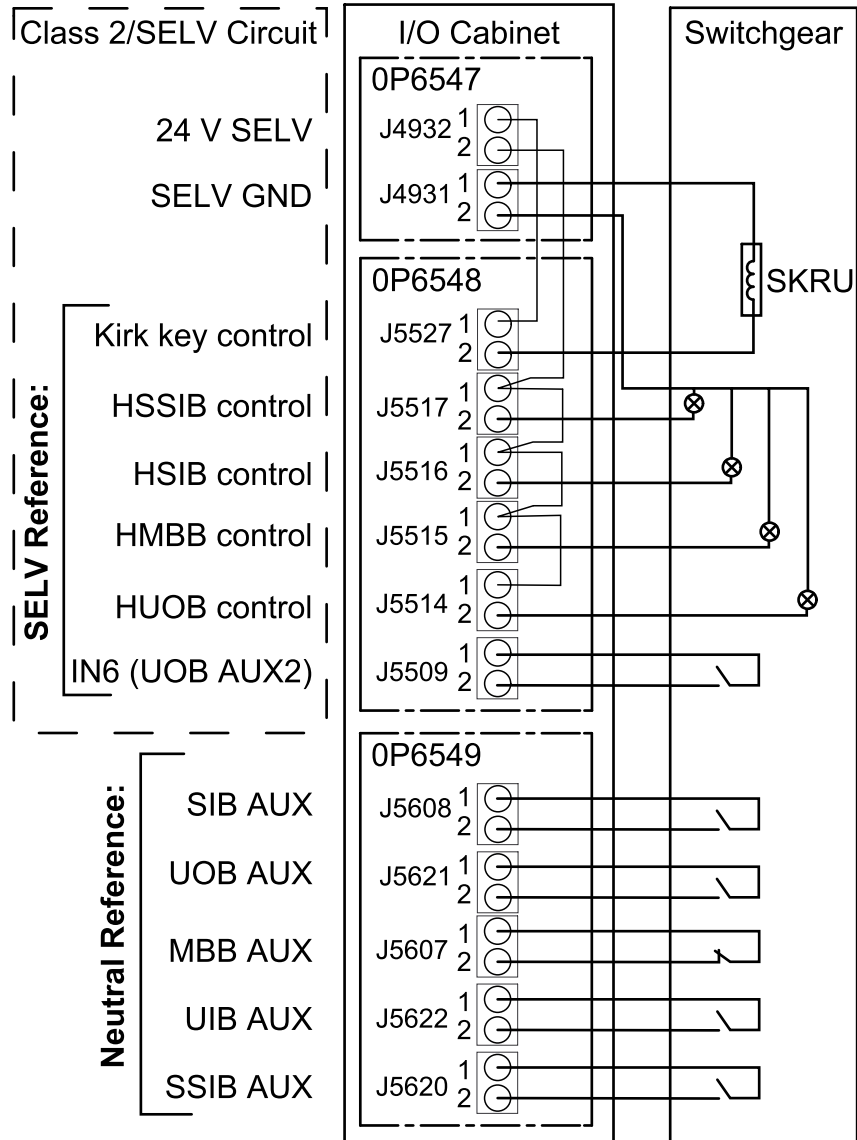 Class 2/SELV Circuit
I/O Cabinet
Switchgear
0P6547
24 V SELV
J4932
1
2
SELV GND
J4931
1
2
0P6548
SKRU
SELV Reference:
Kirk key control
J5527
1
2
HSSIB control
J5517
1
2
HSIB control
J5516
1
2
HMBB control
J5515
1
2
HUOB control
J5514
1
2
IN6 (UOB AUX2)
J5509
1
2
0P6549
Neutral Reference:
SIB AUX
J5608
1
2
UOB AUX
J5621
1
2
MBB AUX
J5607
1
2
UIB AUX
J5622
1
2
SSIB AUX
J5620
1
2